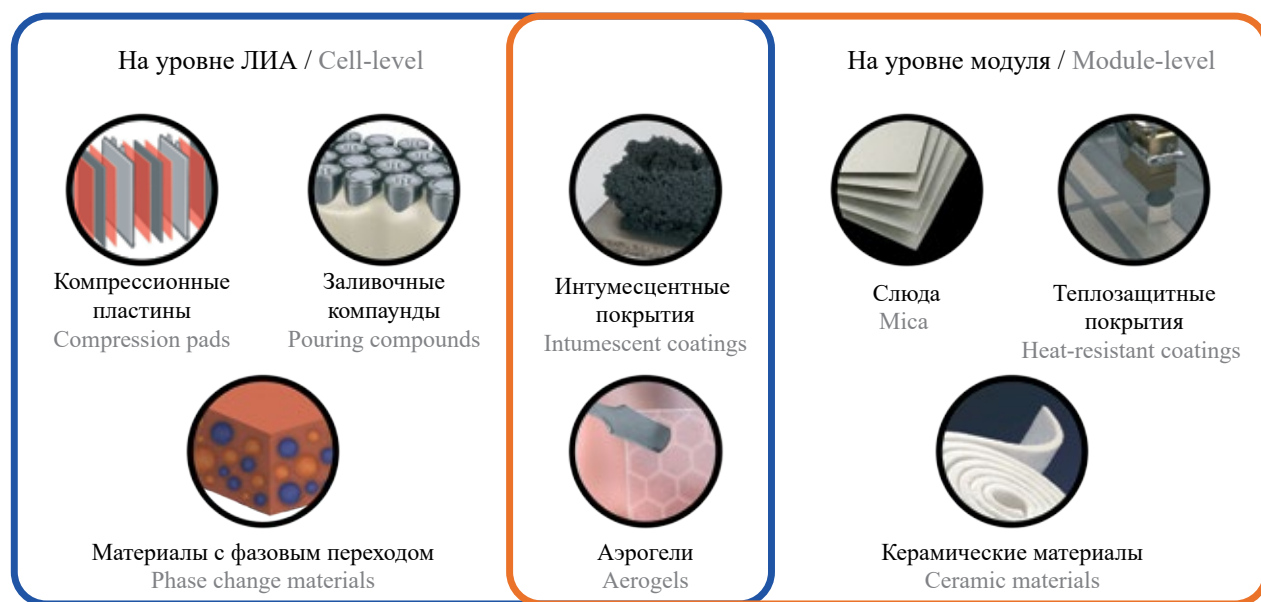 На уровне ЛИА / Cell-level
На уровне модуля / Module-level
Компрессионные
пластины
Compression pads
Заливочные
компаунды
Pouring compounds
Интумесцентные
покрытия
Intumescent coatings
Слюда
Mica
Теплозащитные
покрытия
Heat-resistant coatings
Материалы с фазовым переходом
Phase change materials
Аэрогели
Aerogels
Керамические материалы
Ceramic materials